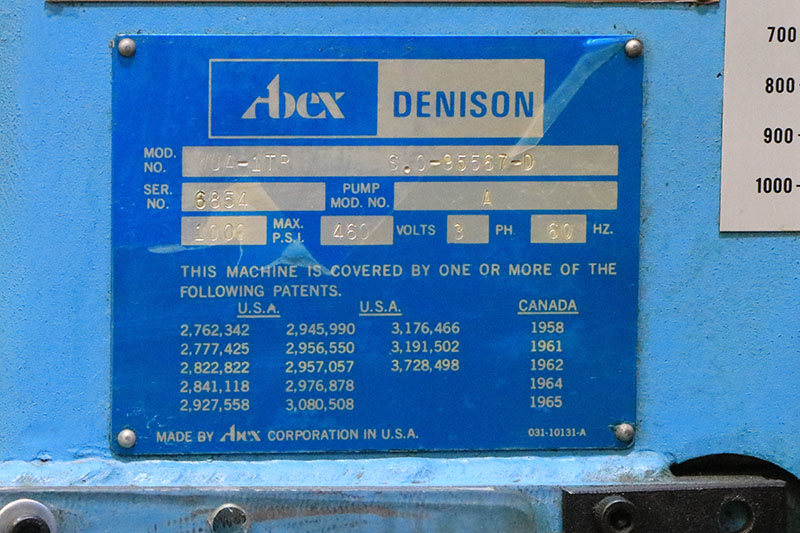 Abex DENISON
MOD. NO. S.O-95567-D
SER. NO. 6854 PUMP MOD. NO. A
1000 MAX. P.S.I. 460 VOLTS 3 PH 60 HZ.
THIS MACHINE IS COVERED BY ONE OR MORE OF THE
FOLLOWING PATENTS.
U.S.A. U.S.A. CANADA
2,762,342 2,945,990 3,176,466 1958
2,777,425 2,956,550 3,191,502 1961
2,822,822 2,957,057 3,728,498 1962
2,841,118 2,976,878 1964
2,927,558 3,080,508 1965
MADE BY Abex CORPORATION IN U.S.A. 031-10131-A
700
800
900
1000